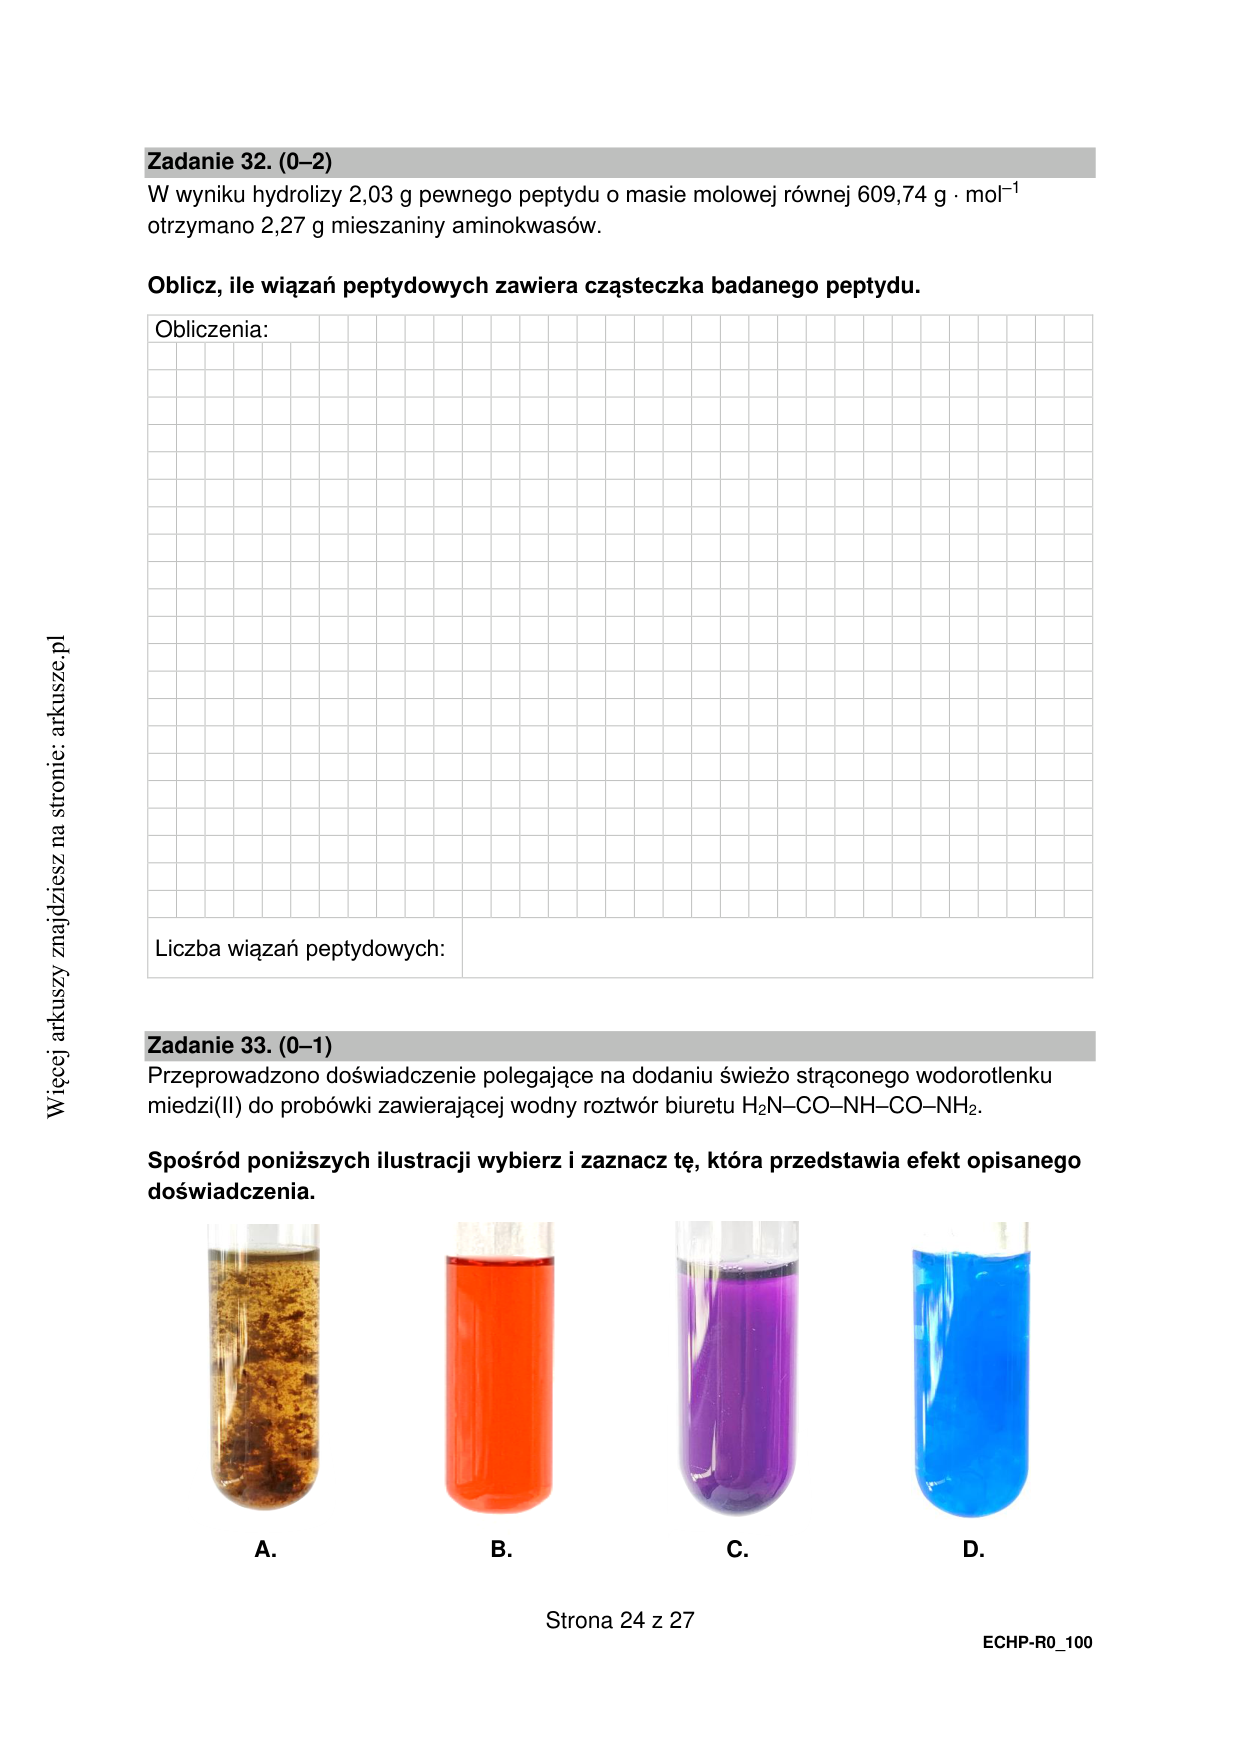 Zadanie 32. (0–2)
W wyniku hydrolizy 2,03 g pewnego peptydu o masie molowej równej 609,74 g · mol⁻¹
otrzymano 2,27 g mieszaniny aminokwasów.
Oblicz, ile wiązań peptydowych zawiera cząsteczka badanego peptydu.
Obliczenia:
Liczba wiązań peptydowych:
Zadanie 33. (0–1)
Przeprowadzono doświadczenie polegające na dodaniu świeżo strąconego wodorotlenku
miedzi(II) do probówki zawierającej wodny roztwór biuretu H₂N–CO–NH–CO–NH₂.
Spośród poniższych ilustracji wybierz i zaznacz tę, która przedstawia efekt opisanego
doświadczenia.
A. B. C. D.
Strona 24 z 27
ECHP-R0_100
Więcej arkuszy znajdziesz na stronie: arkusze.pl